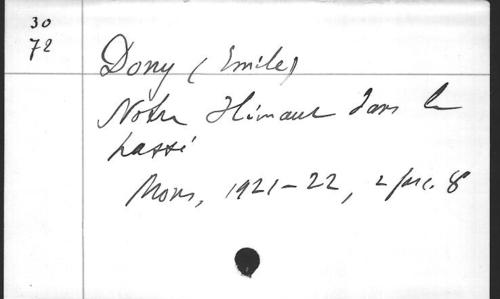 30
72
Dony (Emile)
Notre Hainaut dans le
passé
Mons, 1921-22, 2 fasc. 8